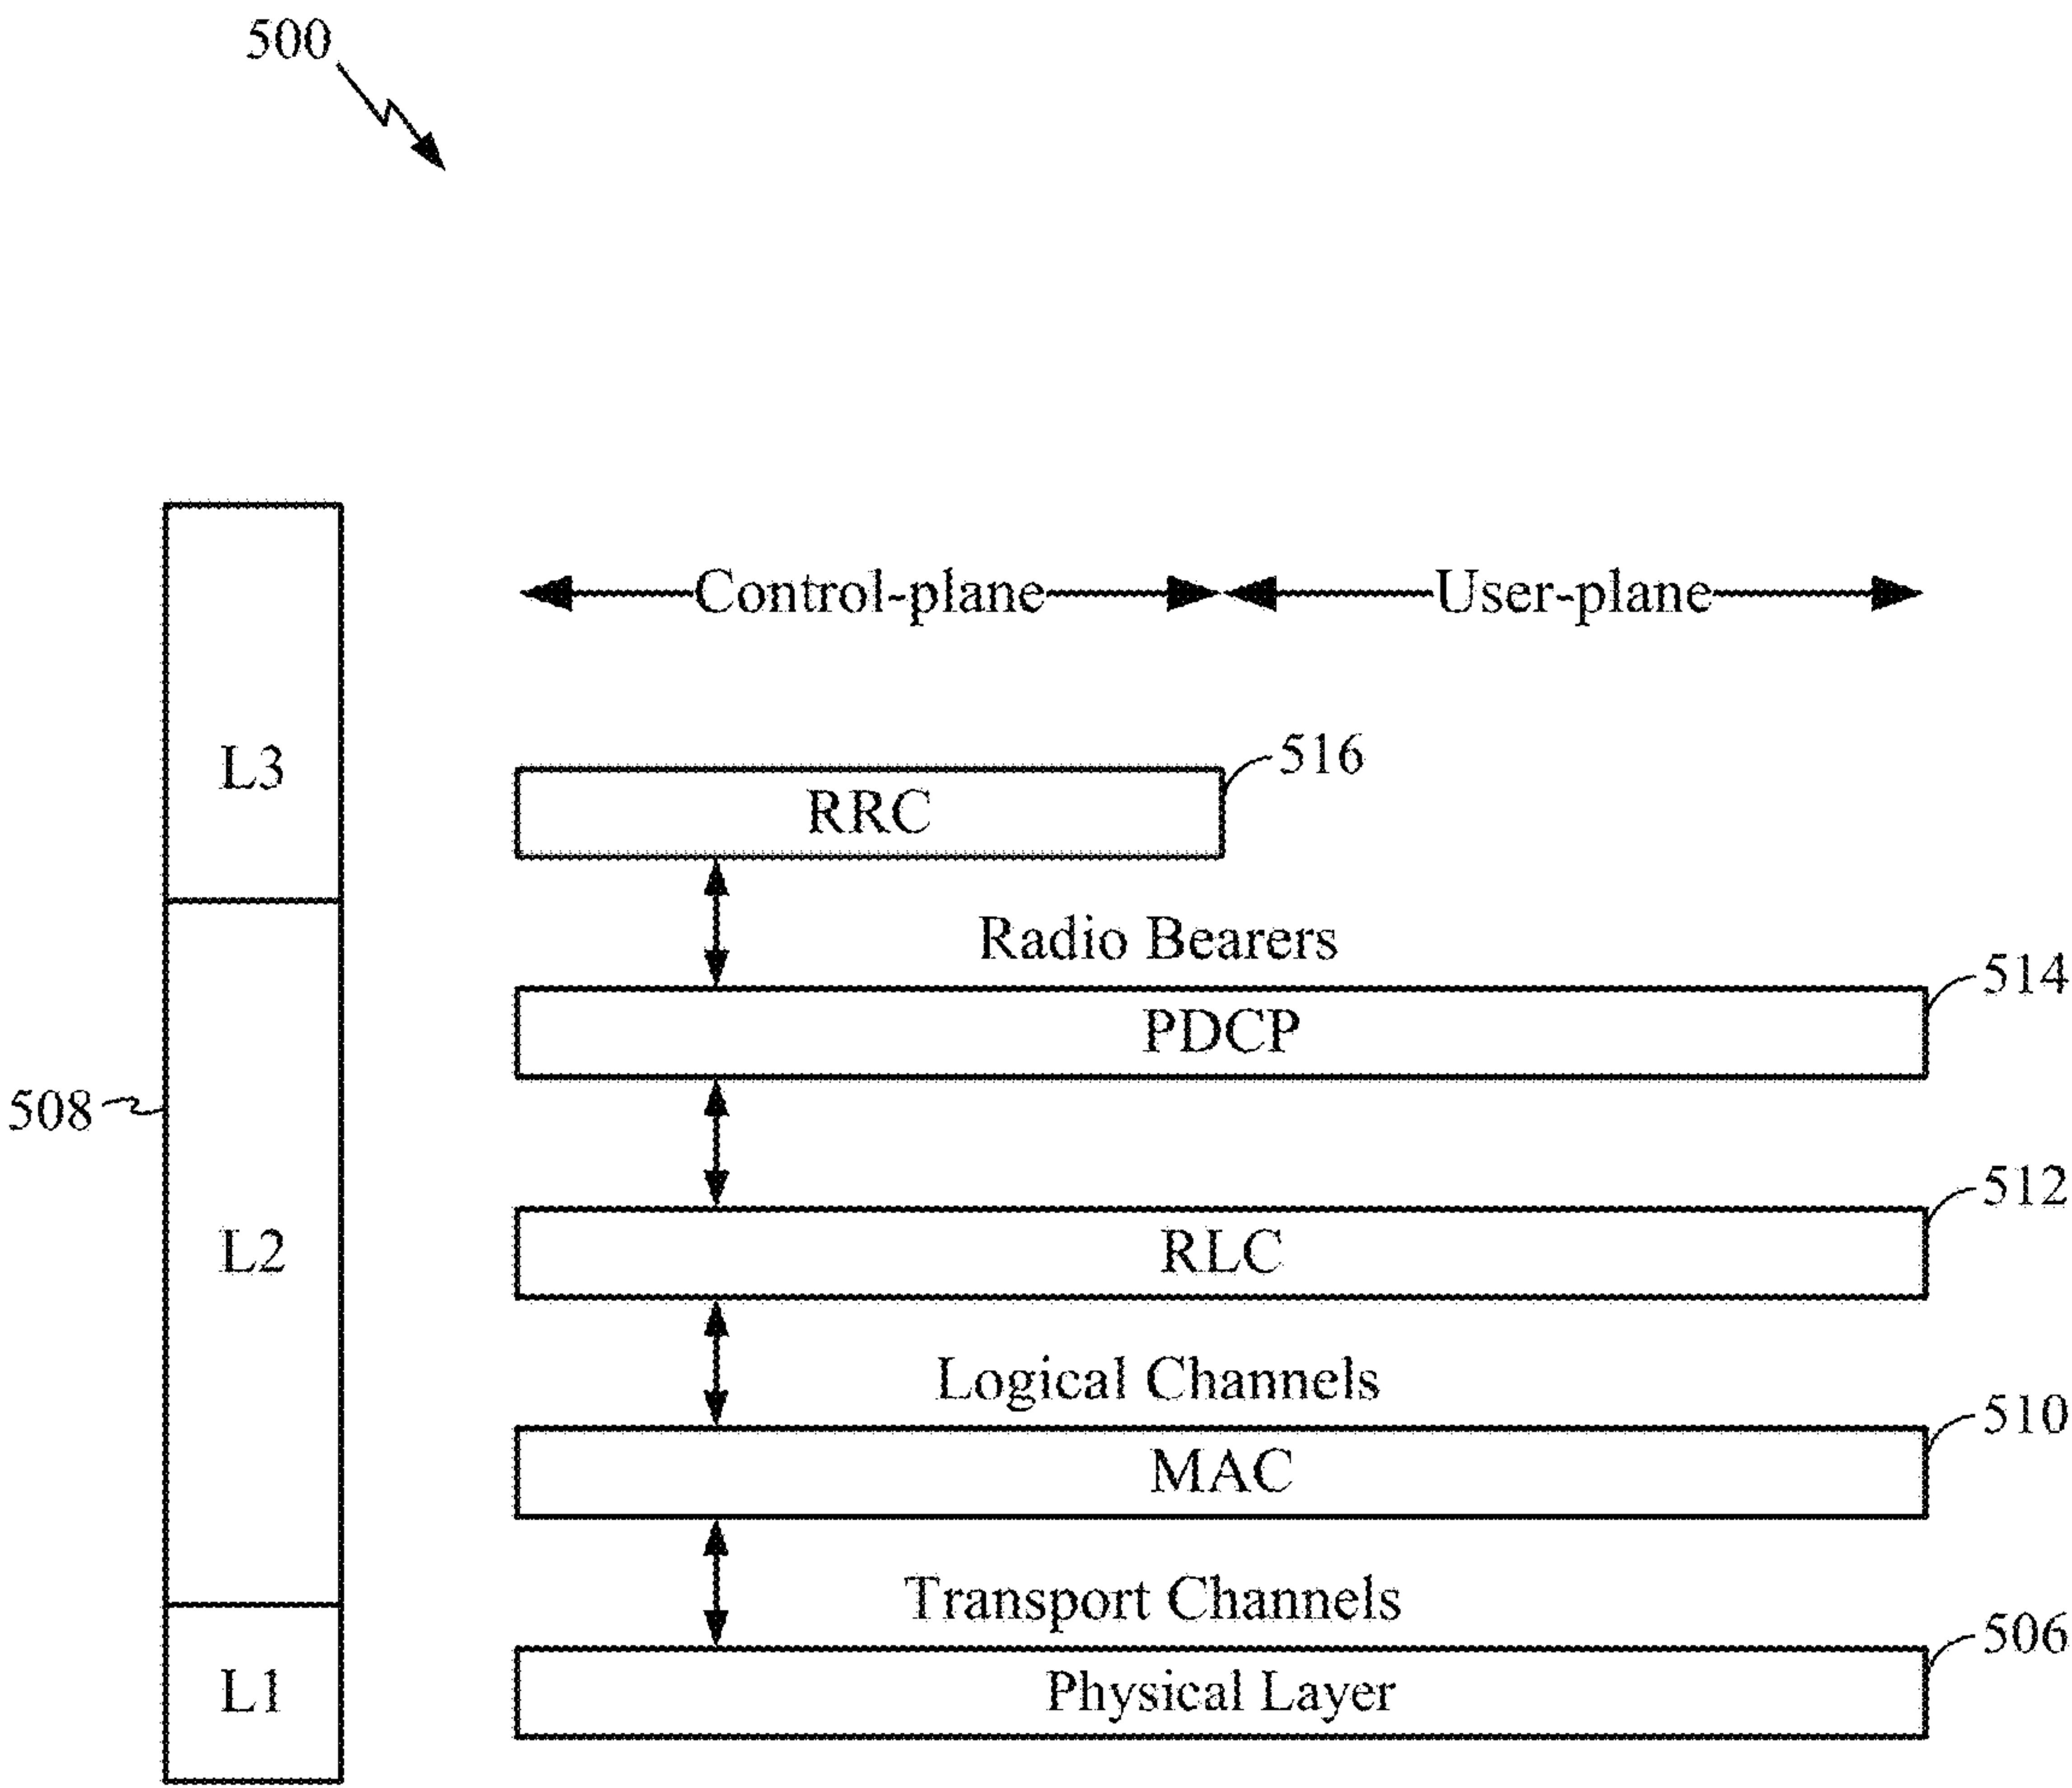 500
Control-plane User-plane
L3
516
RRC
Radio Bearers
514
PDCP
508
512
L2
RLC
Logical Channels
510
MAC
Transport Channels
506
L1
Physical Layer